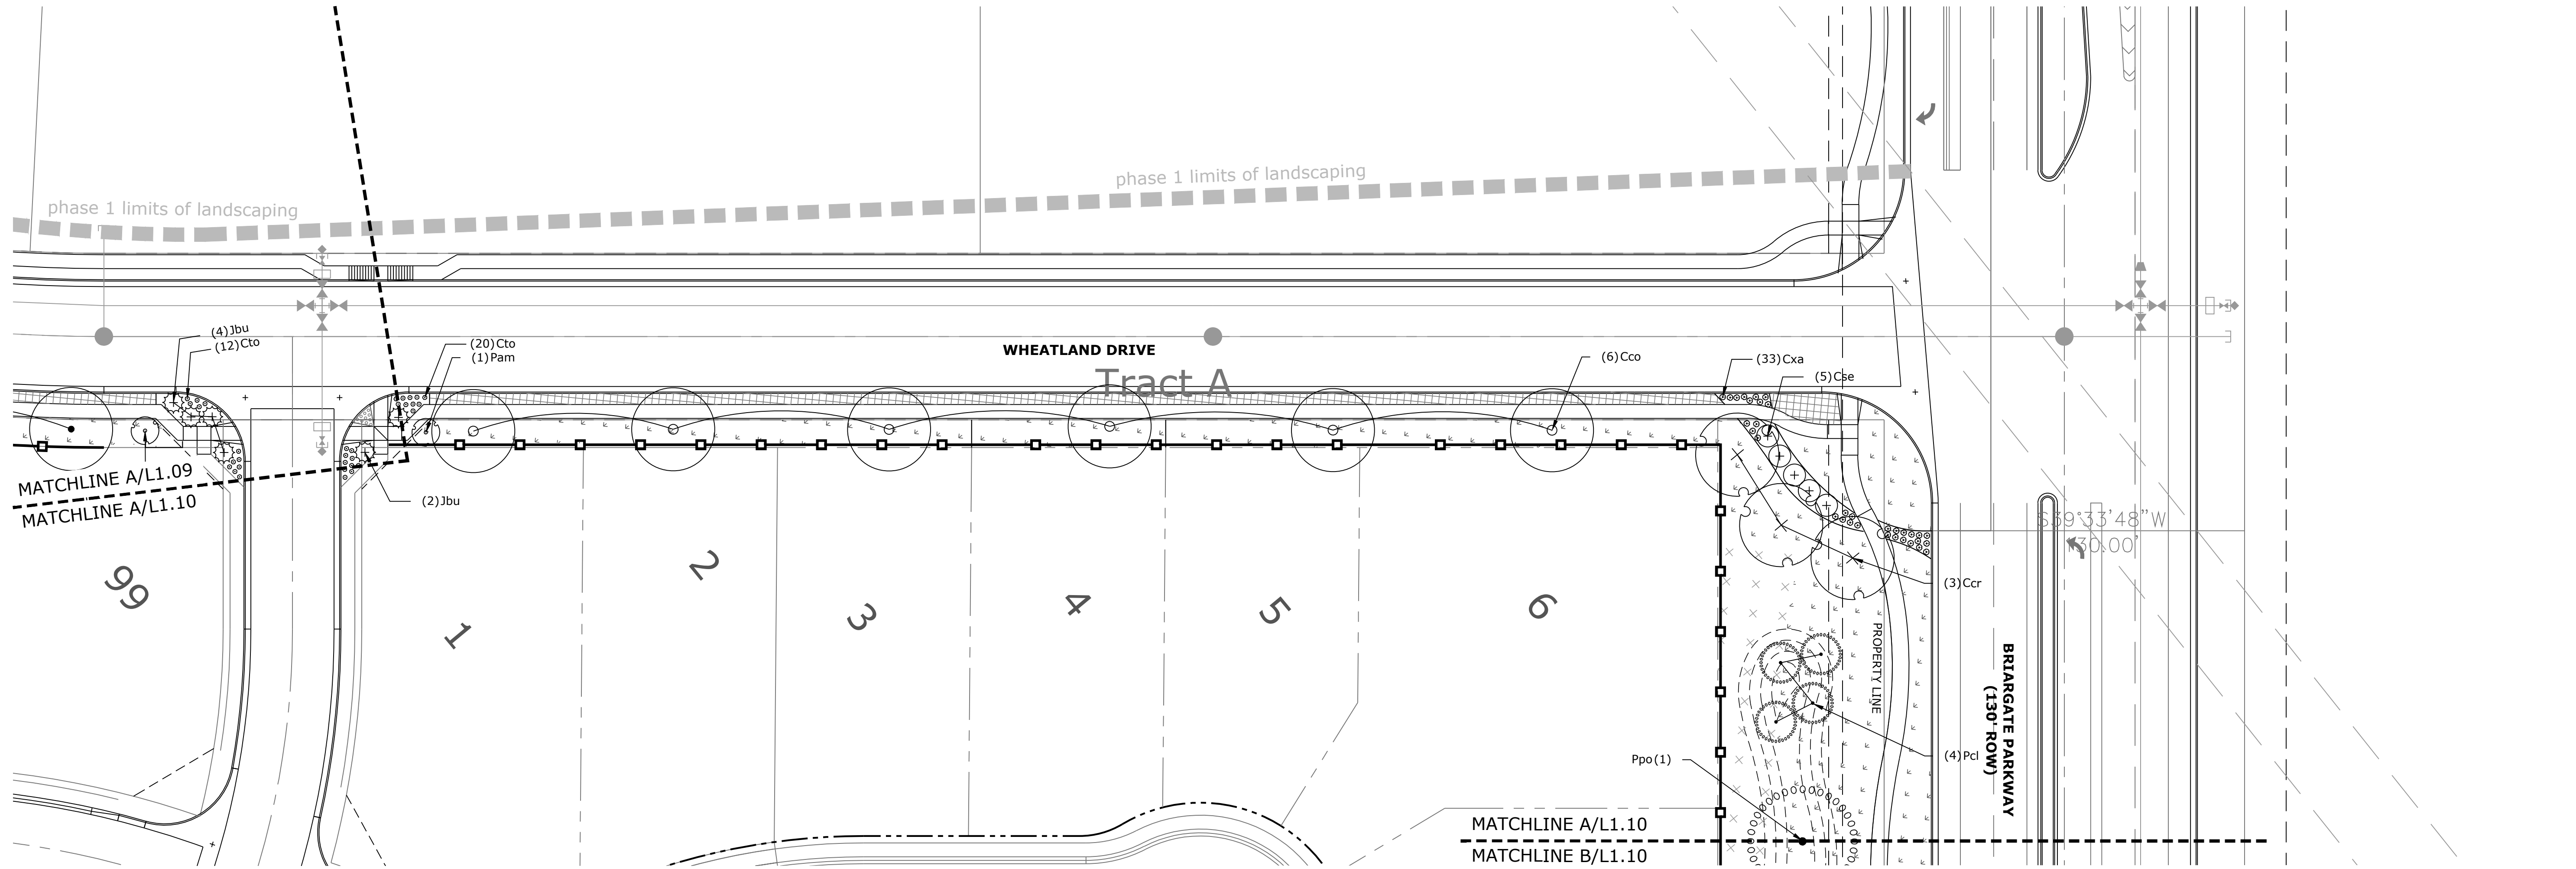 phase 1 limits of landscaping
phase 1 limits of landscaping
(4)Jbu
(12)Cto
(20)Cto
(1)Pam
WHEATLAND DRIVE
Tract A
(6)Cco
(33)Cxa
(5)Cse
MATCHLINE A/L1.09
MATCHLINE A/L1.10
(2)Jbu
S39°33'48"W
130.00'
99
1
2
3
4
5
6
(3)Ccr
PROPERTY LINE
BRIARGATE PARKWAY
(130' ROW)
(4)Pcl
Ppo(1)
MATCHLINE A/L1.10
MATCHLINE B/L1.10